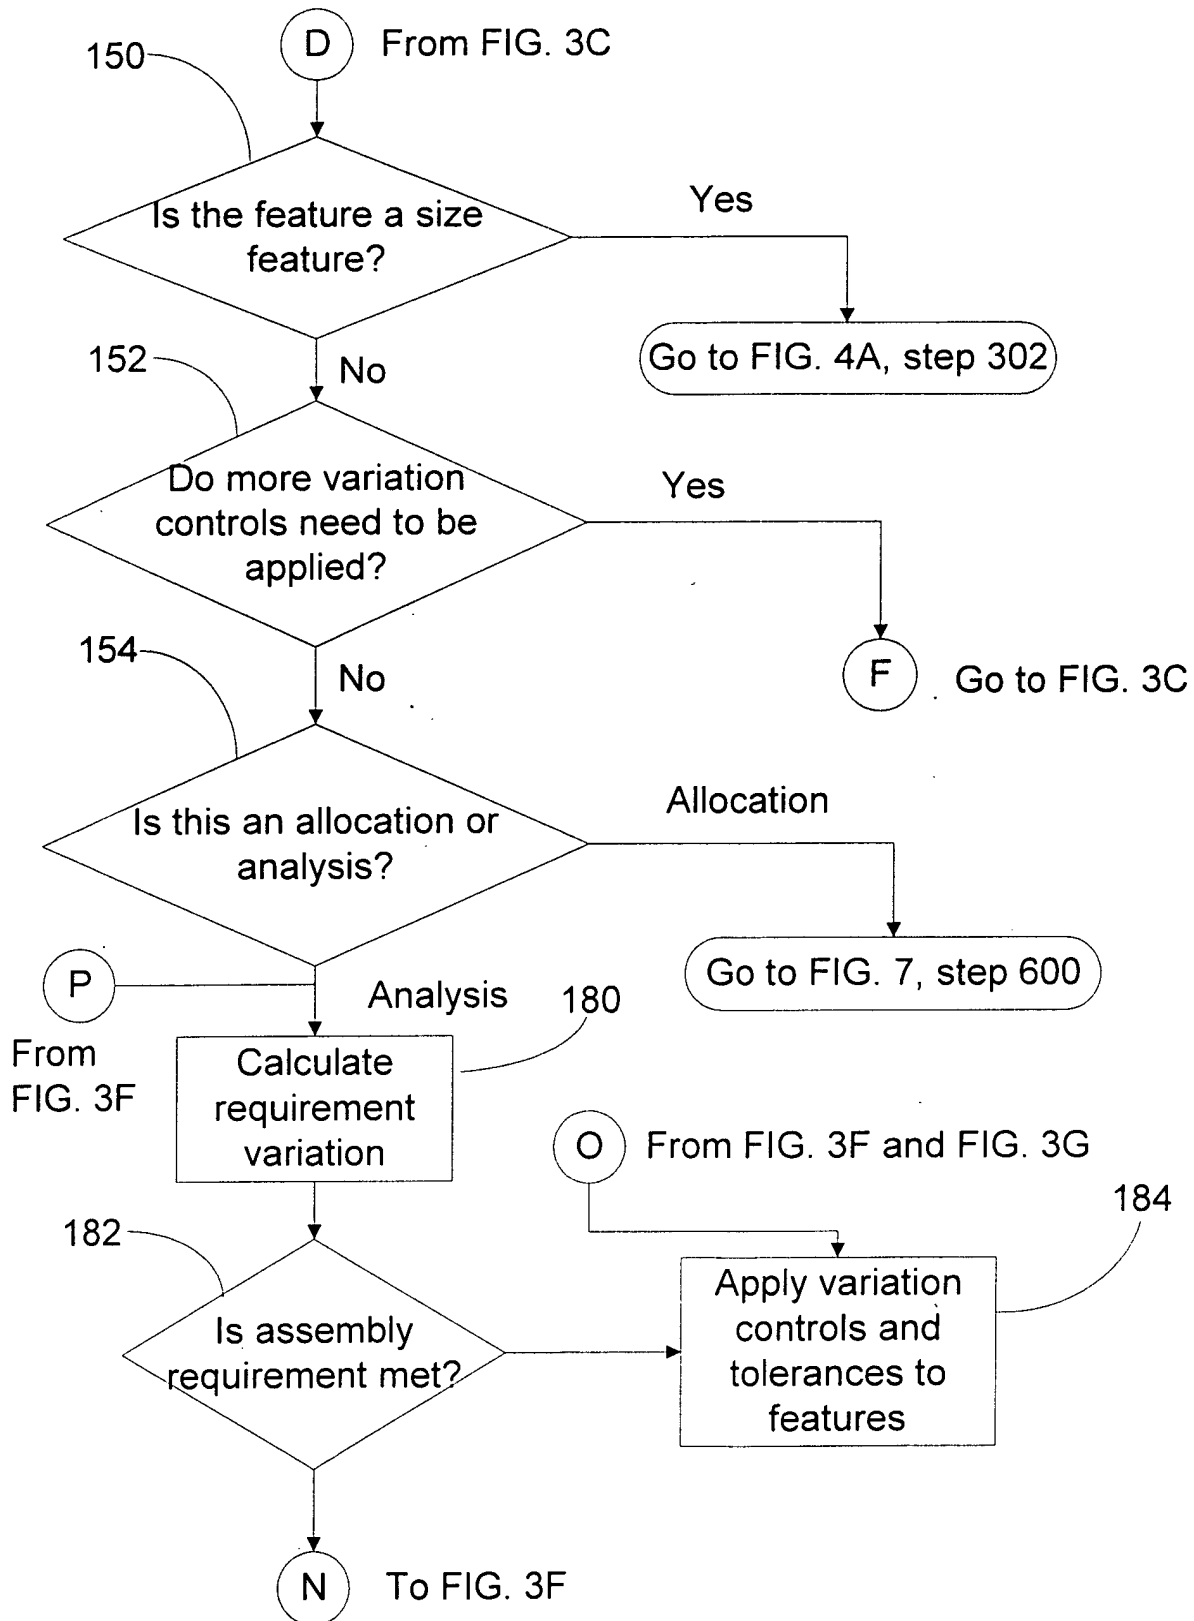 D From FIG. 3C
150
Is the feature a size
feature?
Yes
Go to FIG. 4A, step 302
152
No
Do more variation
controls need to be
applied?
Yes
F Go to FIG. 3C
154
No
Is this an allocation or
analysis?
Allocation
Go to FIG. 7, step 600
P
From
FIG. 3F
Analysis
180
Calculate
requirement
variation
O From FIG. 3F and FIG. 3G
182
184
Is assembly
requirement met?
Apply variation
controls and
tolerances to
features
N To FIG. 3F